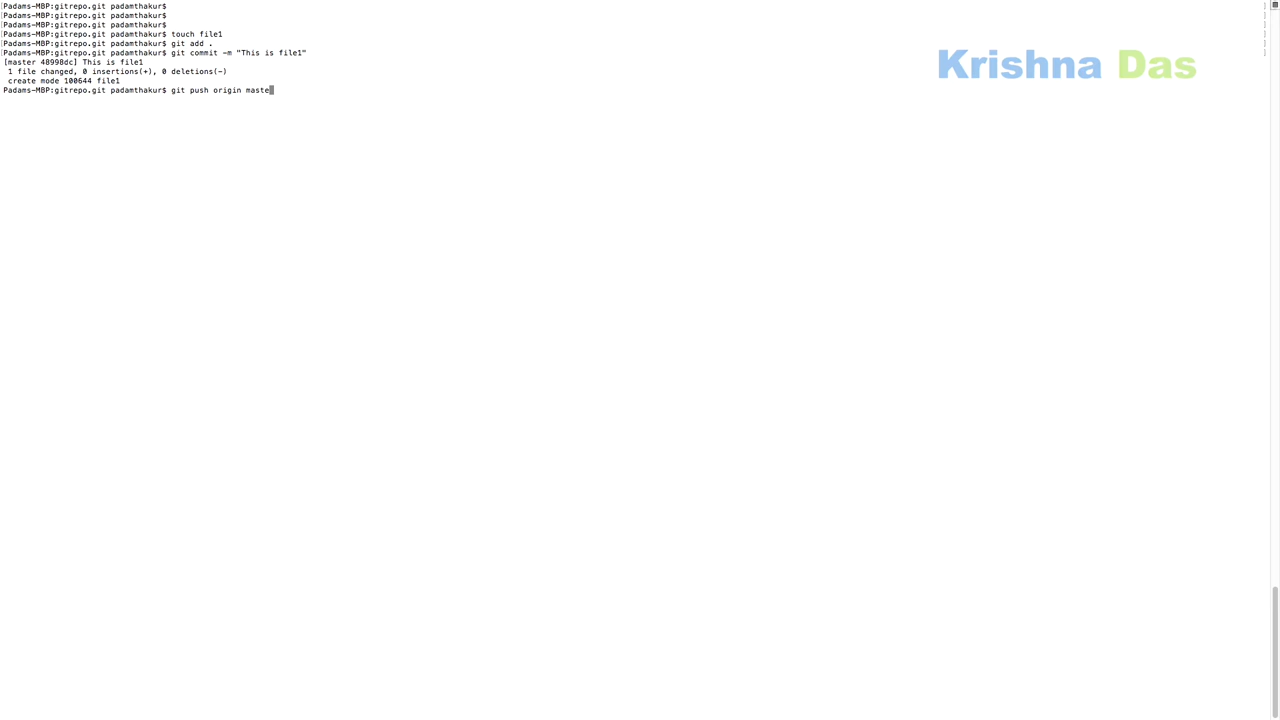 Padams-MBP:gitrepo.git padamthakur$
Padams-MBP:gitrepo.git padamthakur$
Padams-MBP:gitrepo.git padamthakur$
Padams-MBP:gitrepo.git padamthakur$ touch file1
Padams-MBP:gitrepo.git padamthakur$ git add .
Padams-MBP:gitrepo.git padamthakur$ git commit -m "This is file1"
[master 48998dc] This is file1
1 file changed, 0 insertions(+), 0 deletions(-)
create mode 100644 file1
Padams-MBP:gitrepo.git padamthakur$ git push origin maste
Krishna Das